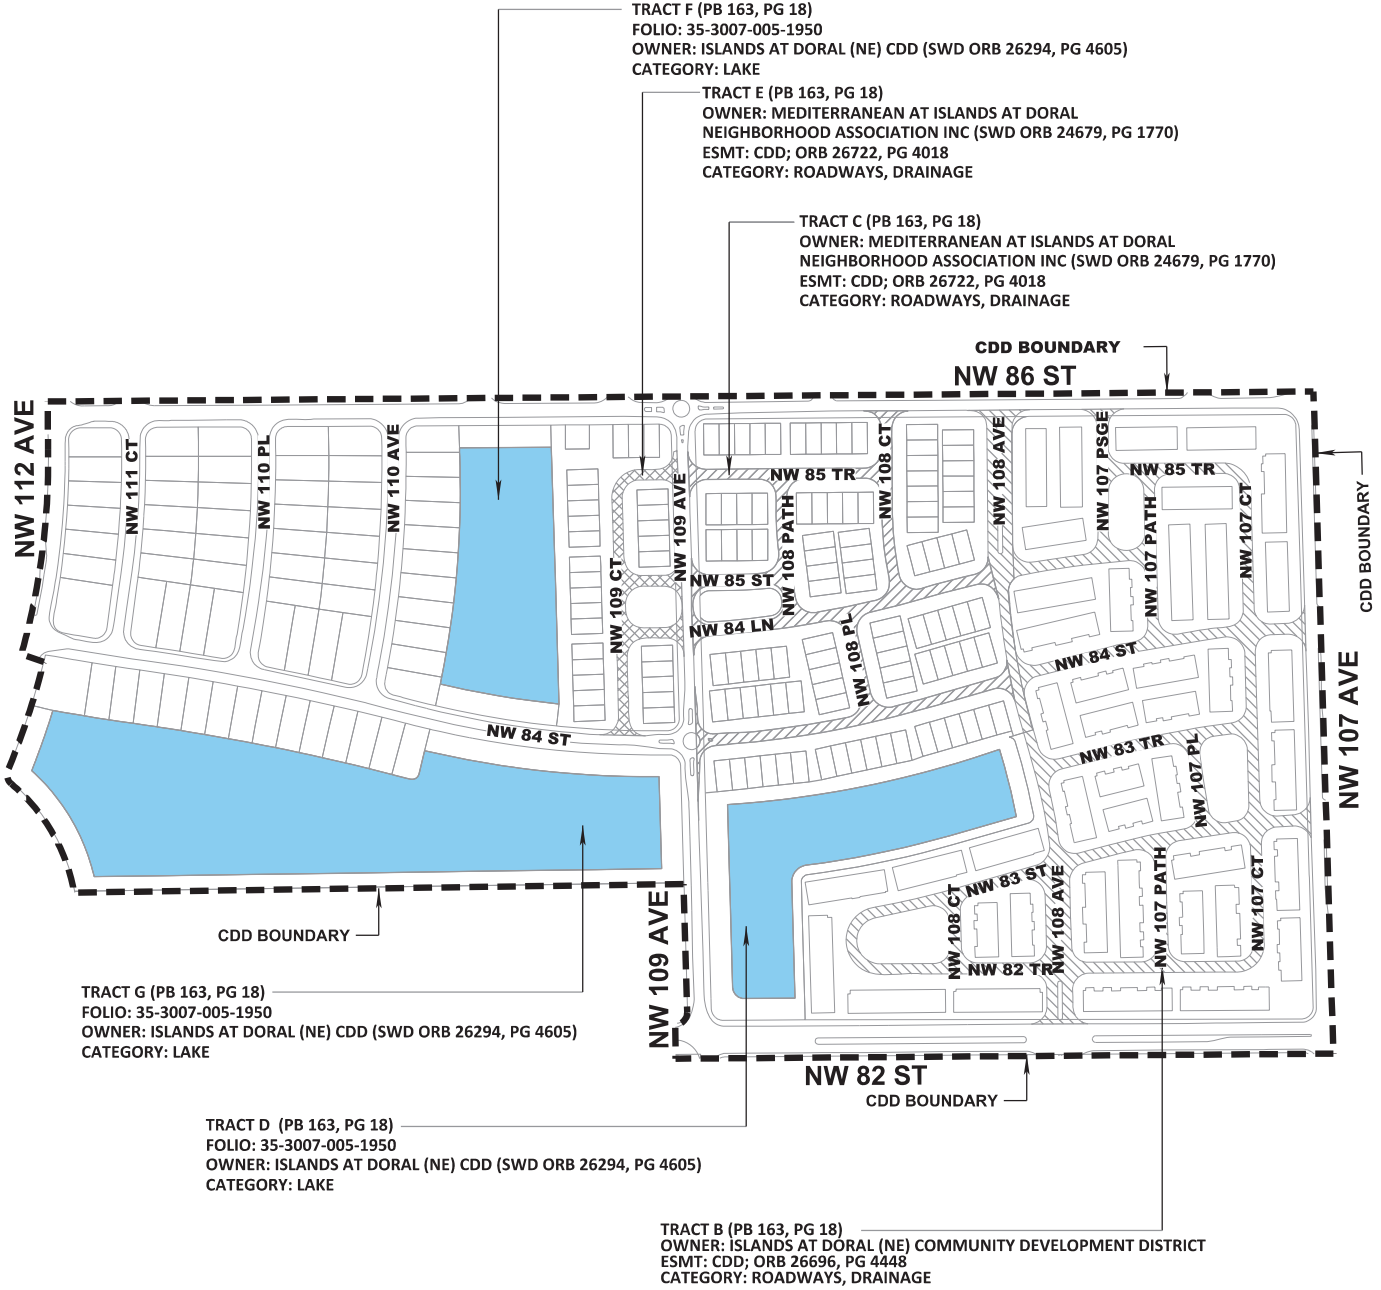 TRACT F (PB 163, PG 18)
FOLIO: 35-3007-005-1950
OWNER: ISLANDS AT DORAL (NE) CDD (SWD ORB 26294, PG 4605)
CATEGORY: LAKE
TRACT E (PB 163, PG 18)
OWNER: MEDITERRANEAN AT ISLANDS AT DORAL
NEIGHBORHOOD ASSOCIATION INC (SWD ORB 24679, PG 1770)
ESMT: CDD; ORB 26722, PG 4018
CATEGORY: ROADWAYS, DRAINAGE
TRACT C (PB 163, PG 18)
OWNER: MEDITERRANEAN AT ISLANDS AT DORAL
NEIGHBORHOOD ASSOCIATION INC (SWD ORB 24679, PG 1770)
ESMT: CDD; ORB 26722, PG 4018
CATEGORY: ROADWAYS, DRAINAGE
CDD BOUNDARY
NW 86 ST
NW 112 AVE
NW 111 CT
NW 110 PL
NW 110 AVE
NW 109 CT
NW 109 AVE
NW 85 TR
NW 108 PATH
NW 108 CT
NW 108 AVE
NW 107 PSGE
NW 85 TR
NW 107 PATH
NW 107 CT
CDD BOUNDARY
NW 85 ST
NW 84 LN
NW 108 PL
NW 84 ST
NW 107 AVE
NW 84 ST
NW 83 TR
NW 107 PL
NW 83 ST
NW 108 CT
NW 108 AVE
NW 107 PATH
NW 107 CT
NW 82 TR
NW 109 AVE
CDD BOUNDARY
TRACT G (PB 163, PG 18)
FOLIO: 35-3007-005-1950
OWNER: ISLANDS AT DORAL (NE) CDD (SWD ORB 26294, PG 4605)
CATEGORY: LAKE
NW 82 ST
CDD BOUNDARY
TRACT D (PB 163, PG 18)
FOLIO: 35-3007-005-1950
OWNER: ISLANDS AT DORAL (NE) CDD (SWD ORB 26294, PG 4605)
CATEGORY: LAKE
TRACT B (PB 163, PG 18)
OWNER: ISLANDS AT DORAL (NE) COMMUNITY DEVELOPMENT DISTRICT
ESMT: CDD; ORB 26696, PG 4448
CATEGORY: ROADWAYS, DRAINAGE